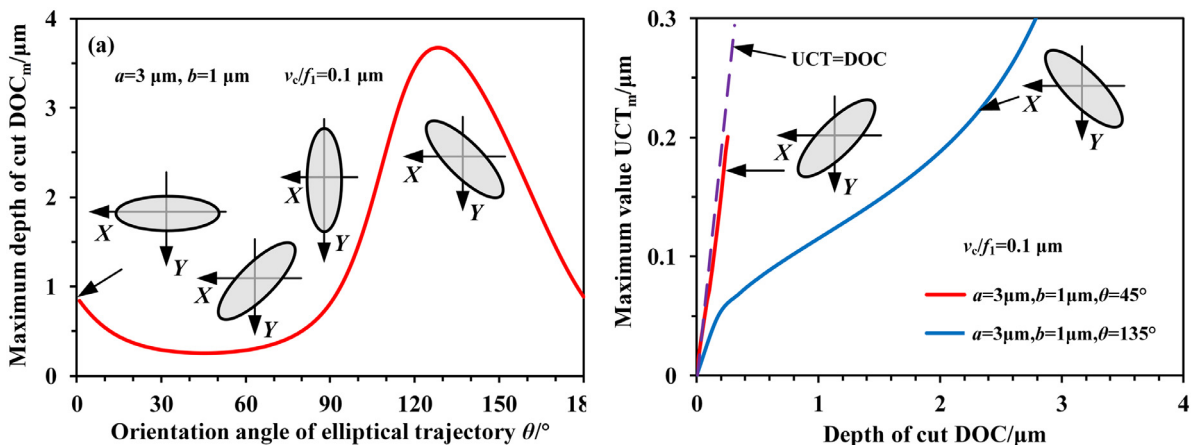 Maximum depth of cut DOCm/μm
4
3
2
1
0
(a)
a=3 μm, b=1 μm
vc/f1=0.1 μm
X
Y
X
Y
X
Y
X
Y
0
30
60
90
120
150
18
Orientation angle of elliptical trajectory θ/°
Maximum value UCTm/μm
0.3
0.2
0.1
0
UCT=DOC
X
Y
X
Y
vc/f1=0.1 μm
a=3μm,b=1μm,θ=45°
a=3μm,b=1μm,θ=135°
0
1
2
3
4
Depth of cut DOC/μm